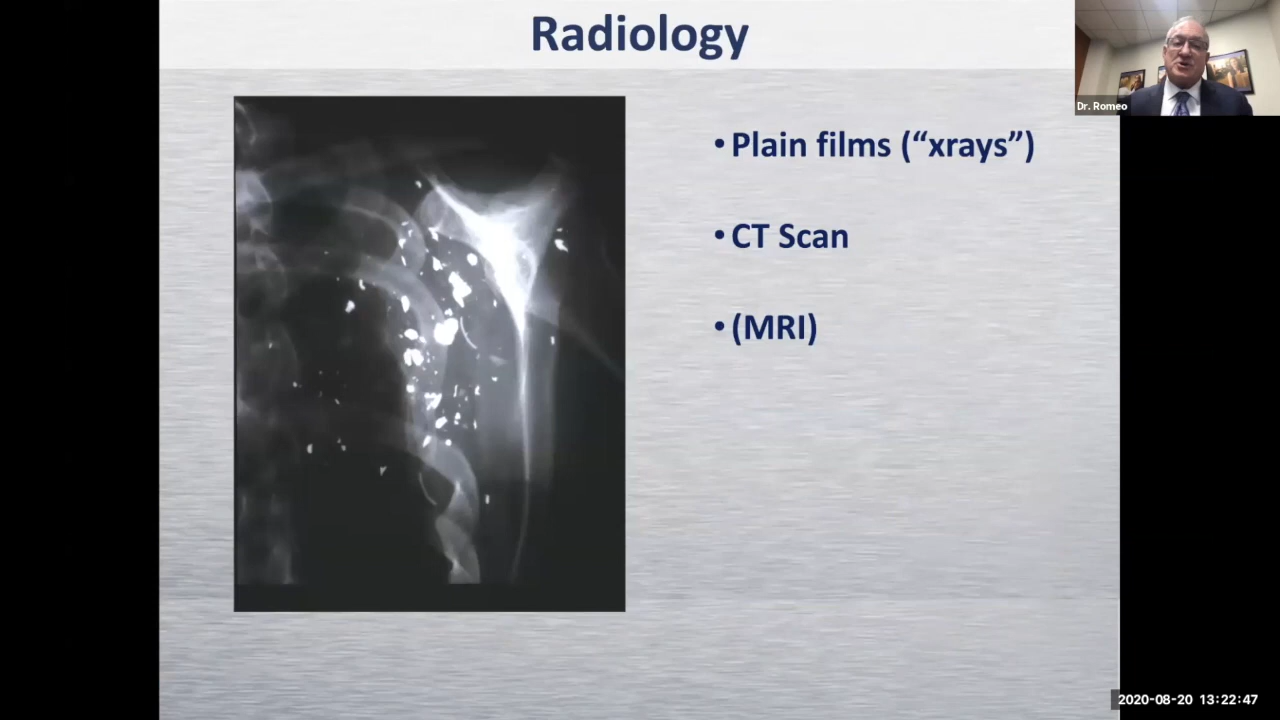 Radiology
Dr. Romeo
• Plain films (“xrays”)
• CT Scan
• (MRI)
2020-08-20 13:22:47